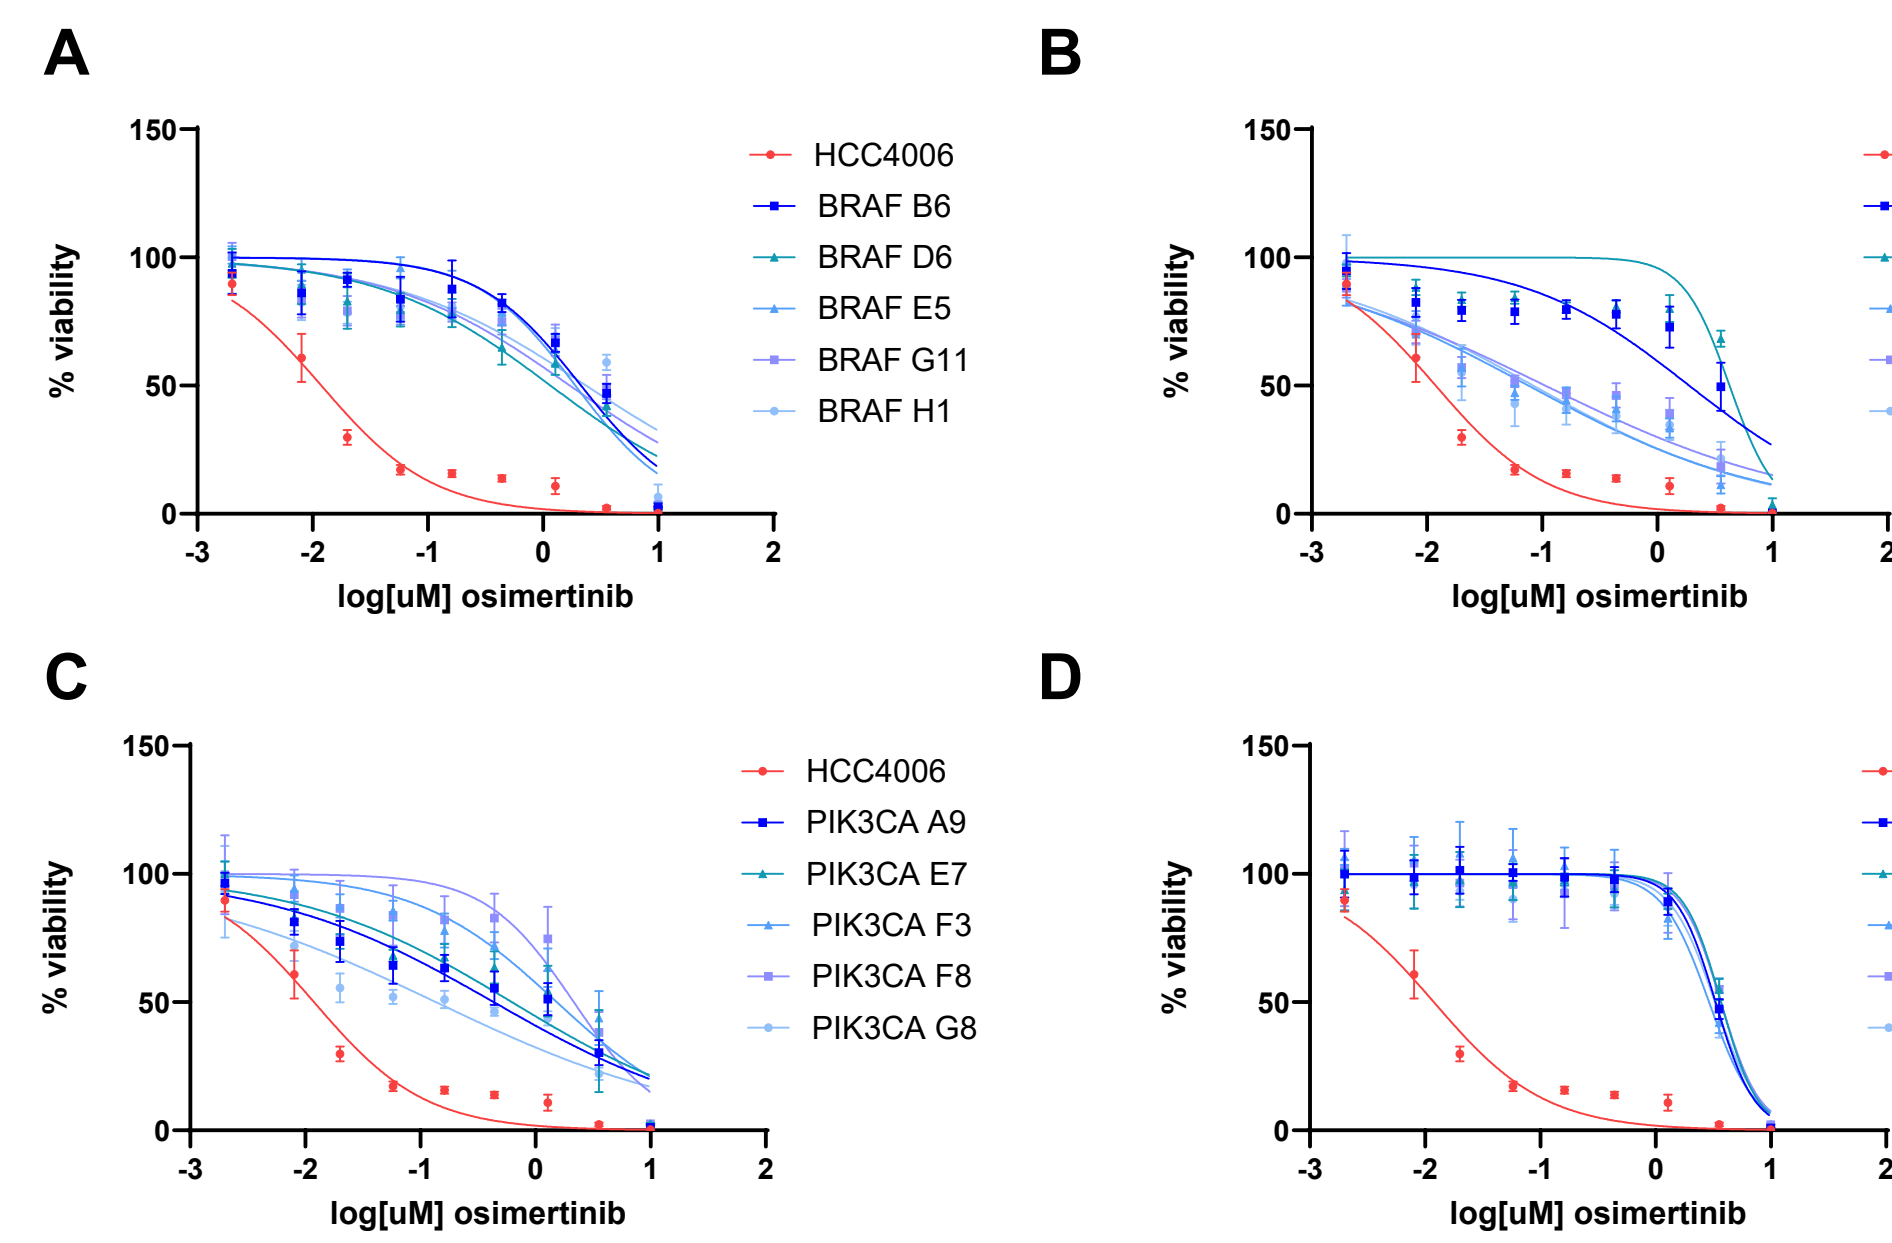 A
150
100
50
0
% viability
-3 -2 -1 0 1 2
log[uM] osimertinib
HCC4006
BRAF B6
BRAF D6
BRAF E5
BRAF G11
BRAF H1
B
150
100
50
0
% viability
-3 -2 -1 0 1 2
log[uM] osimertinib
C
150
100
50
0
% viability
-3 -2 -1 0 1 2
log[uM] osimertinib
HCC4006
PIK3CA A9
PIK3CA E7
PIK3CA F3
PIK3CA F8
PIK3CA G8
D
150
100
50
0
% viability
-3 -2 -1 0 1 2
log[uM] osimertinib